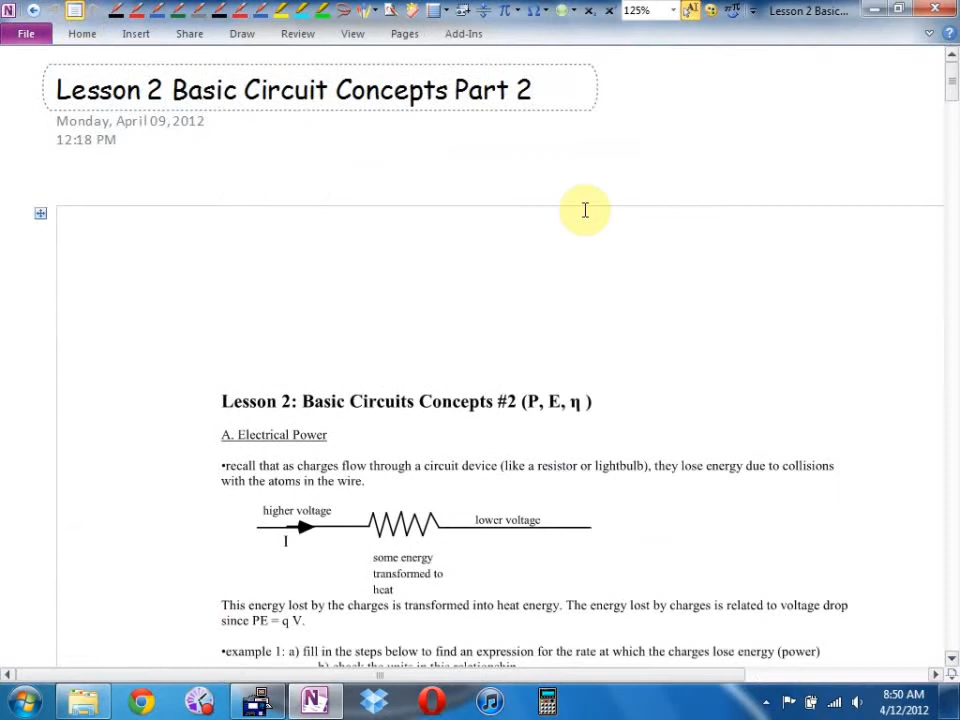 125%
Lesson 2 Basic...
File Home Insert Share Draw Review View Pages Add-Ins
Lesson 2 Basic Circuit Concepts Part 2
Monday, April 09, 2012
12:18 PM
Lesson 2: Basic Circuits Concepts #2 (P, E, η )
A. Electrical Power
•recall that as charges flow through a circuit device (like a resistor or lightbulb), they lose energy due to collisions
with the atoms in the wire.
higher voltage
lower voltage
I
some energy
transformed to
heat
This energy lost by the charges is transformed into heat energy. The energy lost by charges is related to voltage drop
since PE = q V.
•example 1: a) fill in the steps below to find an expression for the rate at which the charges lose energy (power)
b) check the units in this relationship
8:50 AM
4/12/2012